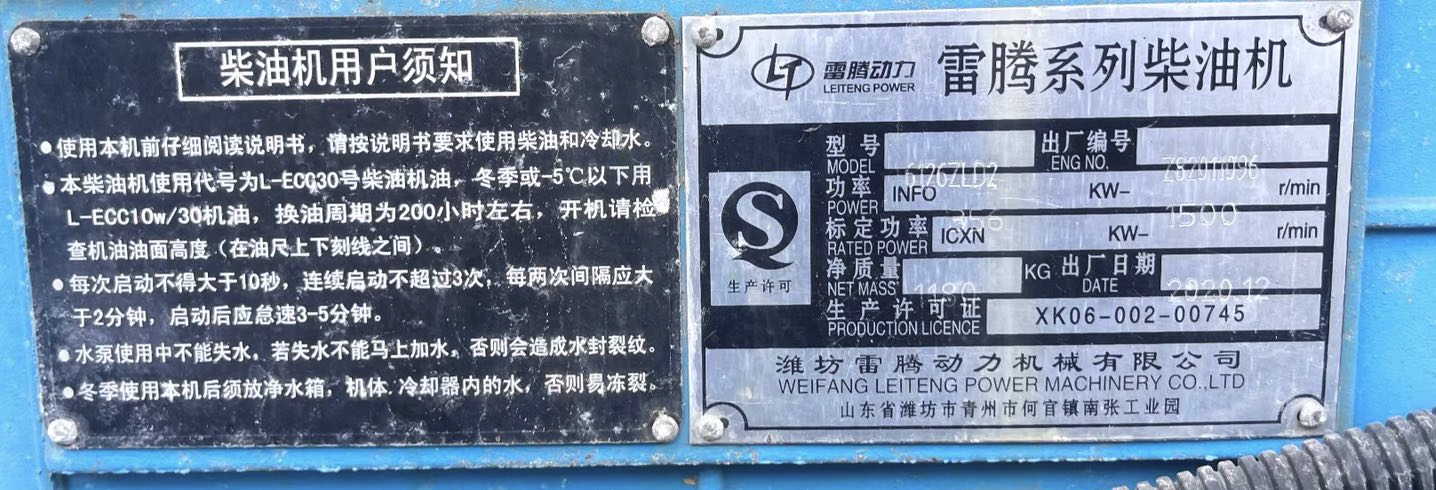 柴油机用户须知
●使用本机前仔细阅读说明书，请按说明书要求使用柴油和冷却水。
●本柴油机使用代号为L-ECC30号柴油机油，冬季或-5℃以下用
L-ECC10w/30机油，换油周期为200小时左右，开机请检
查机油油面高度（在油尺上下刻线之间）。
●每次启动不得大于10秒，连续启动不超过3次，每两次间隔应大
于2分钟，启动后应怠速3-5分钟。
●水泵使用中不能失水，若失水不能马上加水，否则会造成水封裂纹。
●冬季使用本机后须放净水箱，机体.冷却器内的水，否则易冻裂。
LT 雷腾动力 雷腾系列柴油机
LEITENG POWER
型号 出厂编号
MODEL 6126ZLD2 ENG NO. Z82011096
功率 INFO KW- r/min
POWER 356 1500
标定功率 ICXN KW- r/min
RATED POWER
净质量 KG 出厂日期
NET MASS 1180 DATE 2020.12
生产许可
生产许可证 XK06-002-00745
PRODUCTION LICENCE
潍坊雷腾动力机械有限公司
WEIFANG LEITENG POWER MACHINERY CO.,LTD
山东省潍坊市青州市何官镇南张工业园